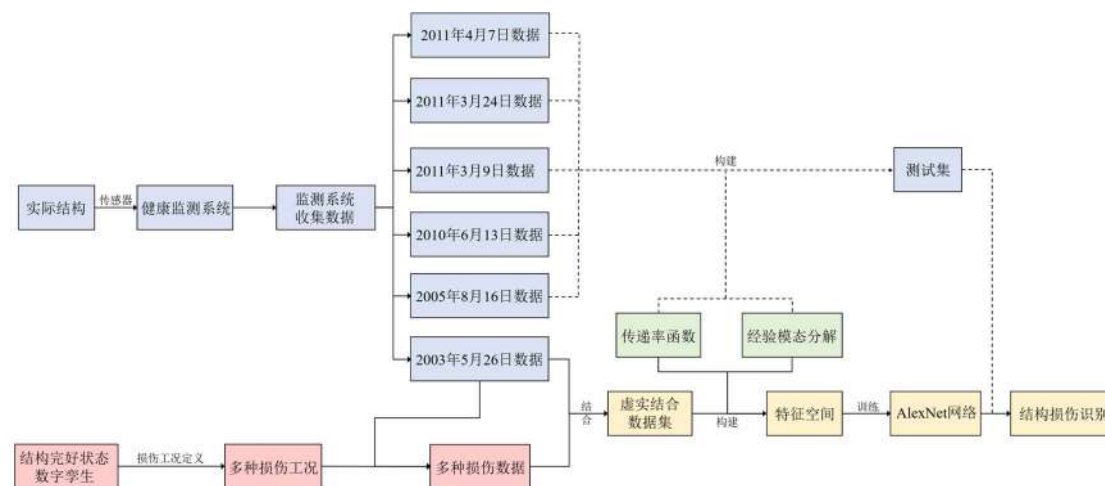 2011年4月7日数据
2011年3月24日数据
2011年3月9日数据
构建
测试集
实际结构
传感器
健康监测系统
监测系统
收集数据
2010年6月13日数据
2005年8月16日数据
传递率函数
经验模态分解
2003年5月26日数据
结合
虚实结合
数据集
构建
特征空间
训练
AlexNet网络
结构损伤识别
结构完好状态
数字孪生
损伤工况定义
多种损伤工况
多种损伤数据